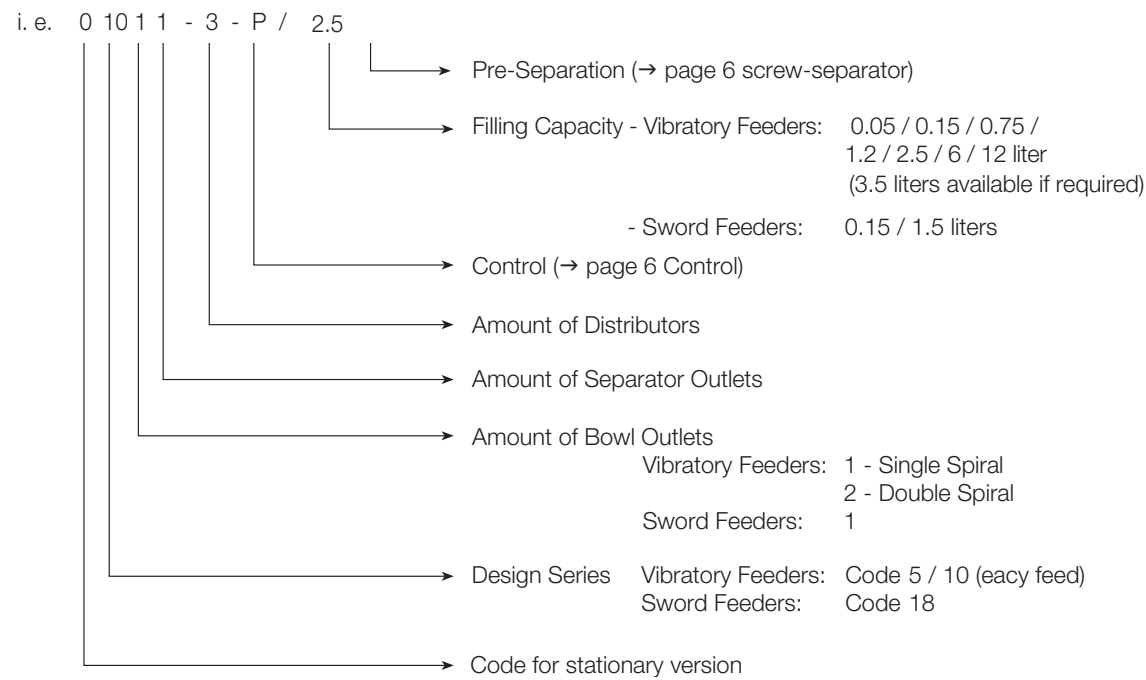 i. e. 0 10 1 1 - 3 - P / 2.5
Pre-Separation (→ page 6 screw-separator)
Filling Capacity - Vibratory Feeders: 0.05 / 0.15 / 0.75 /
1.2 / 2.5 / 6 / 12 liter
(3.5 liters available if required)
- Sword Feeders: 0.15 / 1.5 liters
Control (→ page 6 Control)
Amount of Distributors
Amount of Separator Outlets
Amount of Bowl Outlets
Vibratory Feeders: 1 - Single Spiral
2 - Double Spiral
Sword Feeders: 1
Design Series Vibratory Feeders: Code 5 / 10 (eacy feed)
Sword Feeders: Code 18
Code for stationary version